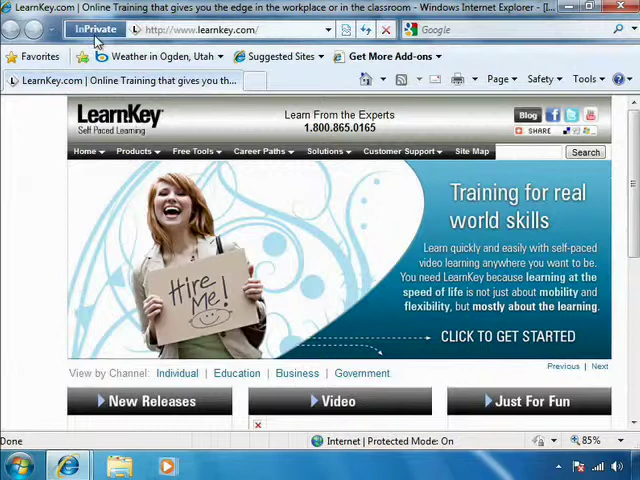 LearnKey.com | Online Training that gives you the edge in the workplace or in the classroom - Windows Internet Explorer - [
InPrivate
http://www.learnkey.com/
Google
Favorites
Weather in Ogden, Utah
Suggested Sites
Get More Add-ons
LearnKey.com | Online Training that gives you th...
Page
Safety
Tools
LearnKey
Self Paced Learning
Learn From the Experts
1.800.865.0165
Blog
SHARE
Home
Products
Free Tools
Career Paths
Solutions
Customer Support
Site Map
Search
Hire
Me!
Training for real
world skills
Learn quickly and easily with self-paced
video learning anywhere you want to be.
You need LearnKey because learning at the
speed of life is not just about mobility and
flexibility, but mostly about the learning.
CLICK TO GET STARTED
Previous | Next
View by Channel: Individual | Education | Business | Government
New Releases
Video
Just For Fun
Done
Internet | Protected Mode: On
85%